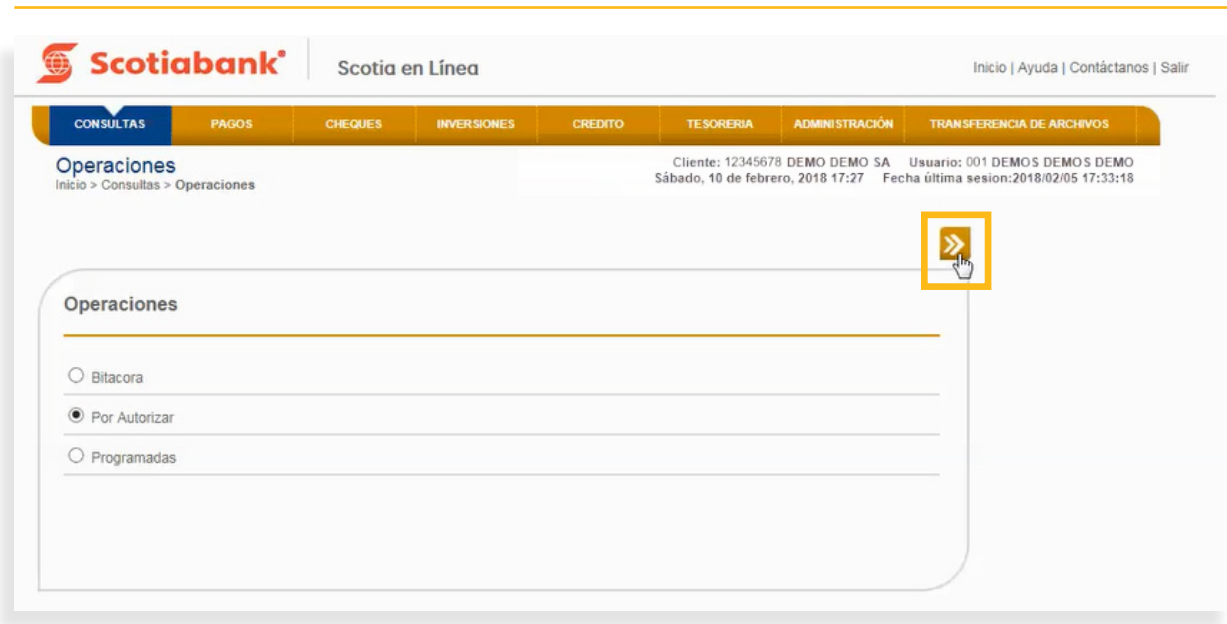 Scotiabank® Scotia en Línea Inicio | Ayuda | Contáctanos | Salir
CONSULTAS PAGOS CHEQUES INVERSIONES CREDITO TESORERIA ADMINISTRACIÓN TRANSFERENCIA DE ARCHIVOS
Operaciones Cliente: 12345678 DEMO DEMO SA Usuario: 001 DEMOS DEMOS DEMO
Inicio > Consultas > Operaciones Sábado, 10 de febrero, 2018 17:27 Fecha última sesion:2018/02/05 17:33:18
Operaciones
Bitacora
Por Autorizar
Programadas